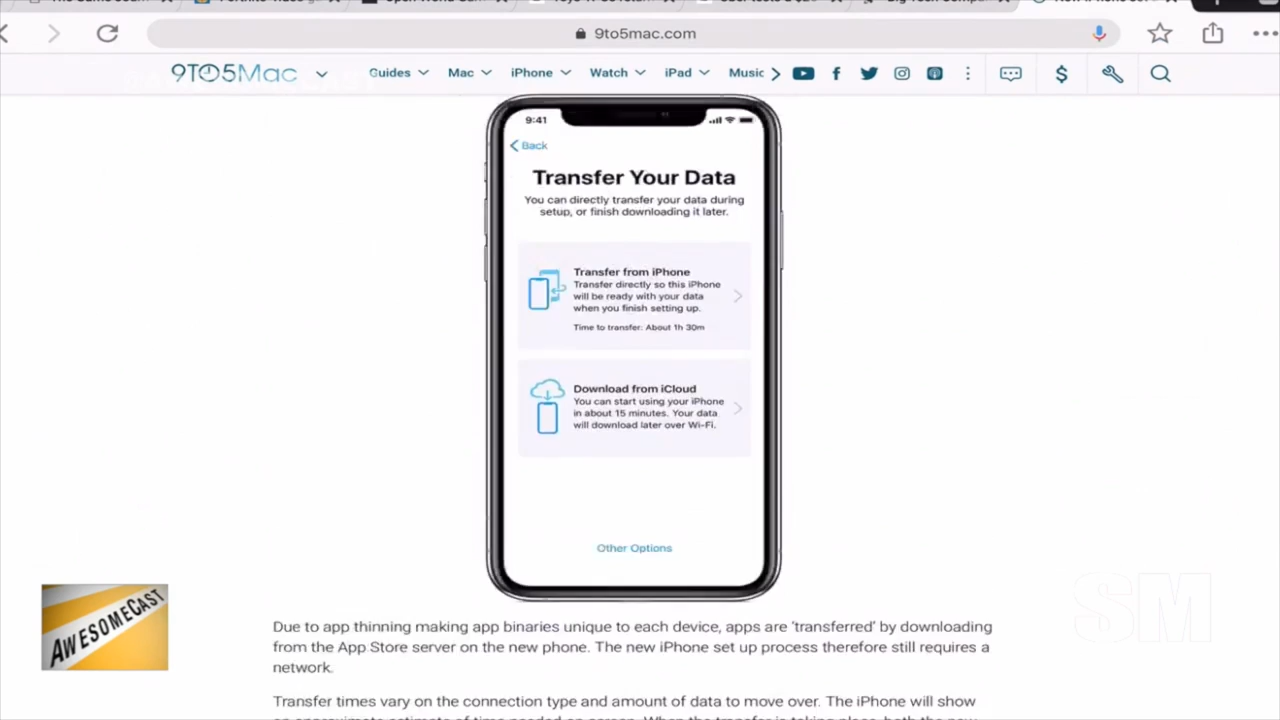 9to5mac.com
9TO5Mac
Guides Mac iPhone Watch iPad Music
9:41
Back
Transfer Your Data
You can directly transfer your data during
setup, or finish downloading it later.
Transfer from iPhone
Transfer directly so this iPhone
will be ready with your data
when you finish setting up.
Time to transfer: About 1h 30m
Download from iCloud
You can start using your iPhone
in about 15 minutes. Your data
will download later over Wi-Fi.
Other Options
AWESOMECAST
SM
Due to app thinning making app binaries unique to each device, apps are ‘transferred’ by downloading
from the App Store server on the new phone. The new iPhone set up process therefore still requires a
network.
Transfer times vary on the connection type and amount of data to move over. The iPhone will show